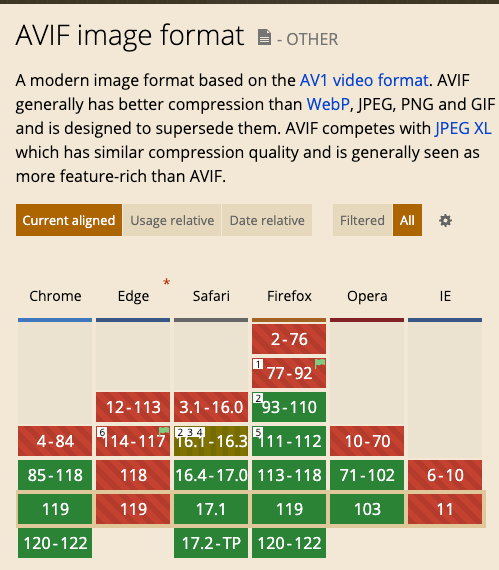 AVIF image format - OTHER
A modern image format based on the AV1 video format. AVIF
generally has better compression than WebP, JPEG, PNG and GIF
and is designed to supersede them. AVIF competes with JPEG XL
which has similar compression quality and is generally seen as
more feature-rich than AVIF.
Current aligned Usage relative Date relative Filtered All
*
Chrome Edge Safari Firefox Opera IE
2-76
1 77-92
12-113 3.1-16.0 2 93-110
4-84 6 114-117 2 3 4 16.1-16.3 5 111-112 10-70
85-118 118 16.4-17.0 113-118 71-102 6-10
119 119 17.1 119 103 11
120-122 17.2-TP 120-122